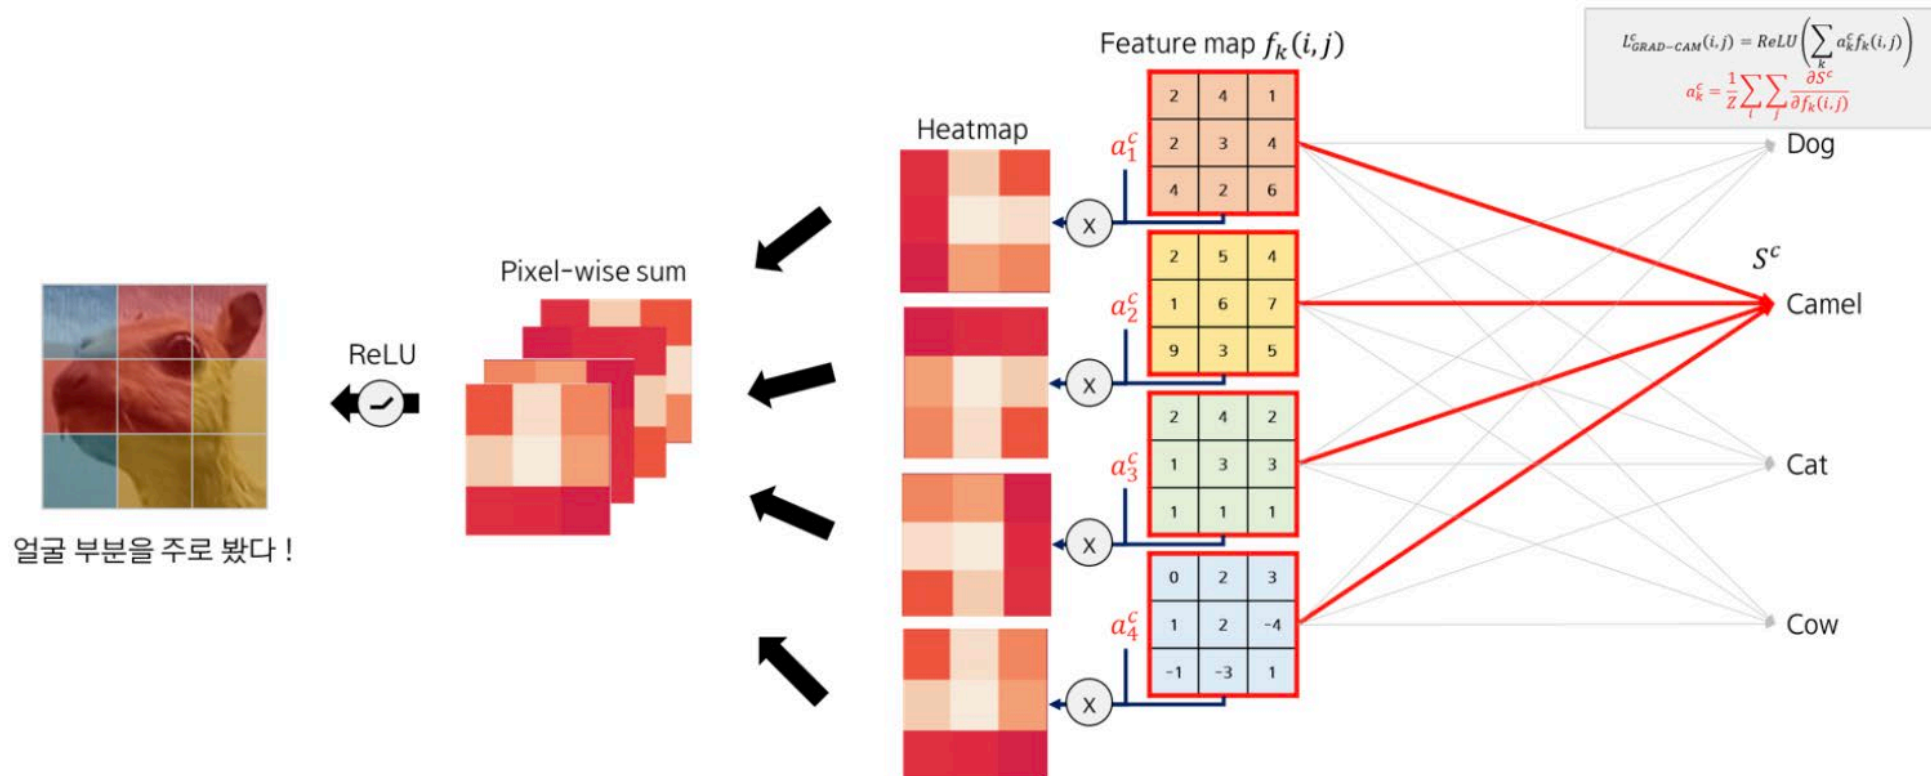 Feature map f_k(i,j)
L^c_{GRAD-CAM}(i,j) = ReLU(∑_k a^c_k f_k(i,j))
a^c_k = 1/Z ∑_i ∑_j ∂S^c/∂f_k(i,j)
Heatmap
a^c_1
2 4 1
2 3 4
4 2 6
X
Dog
Pixel-wise sum
ReLU
a^c_2
2 5 4
1 6 7
9 3 5
X
S^c
Camel
a^c_3
2 4 2
1 3 3
1 1 1
X
Cat
a^c_4
0 2 3
1 2 -4
-1 -3 1
X
Cow
얼굴 부분을 주로 봤다 !